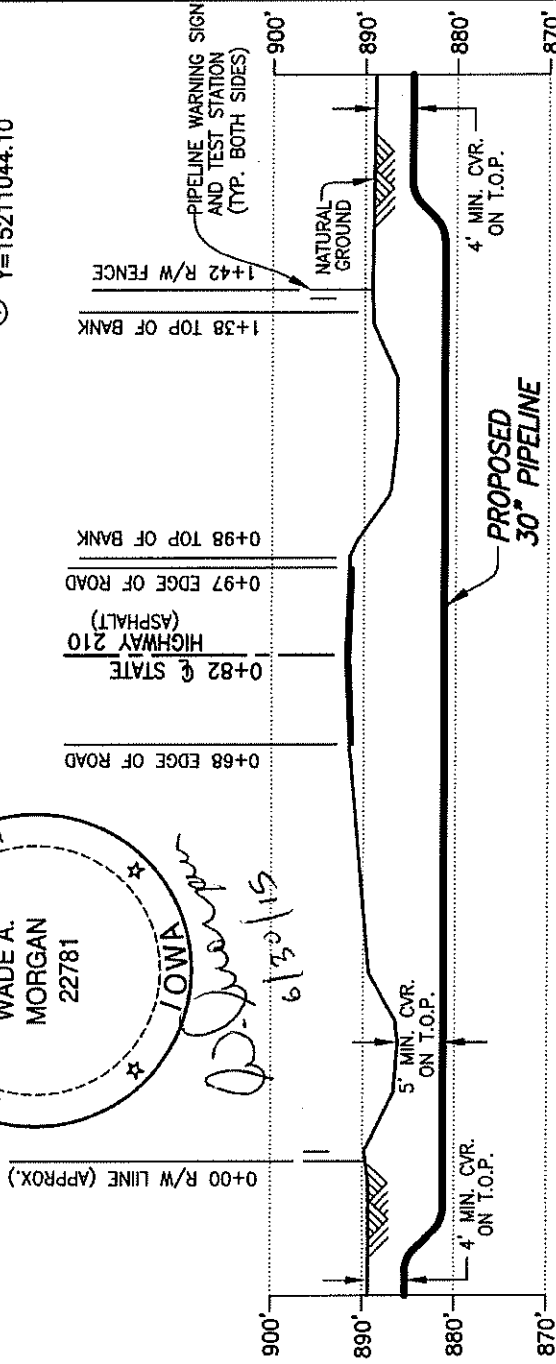 Y=15211044.10
WADE A.
MORGAN
22781
IOWA
6/30/15
0+00 R/W LIINE (APPROX.)
0+68 EDGE OF ROAD
0+82 ℄ STATE
HIGHWAY 210
(ASPHALT)
0+97 EDGE OF ROAD
0+98 TOP OF BANK
1+38 TOP OF BANK
1+42 R/W FENCE
PIPELINE WARNING SIGN
AND TEST STATION
(TYP. BOTH SIDES)
NATURAL
GROUND
900'
890'
880'
870'
900'
890'
880'
870'
4' MIN. CVR.
ON T.O.P.
5' MIN. CVR.
ON T.O.P.
4' MIN. CVR.
ON T.O.P.
PROPOSED
30" PIPELINE